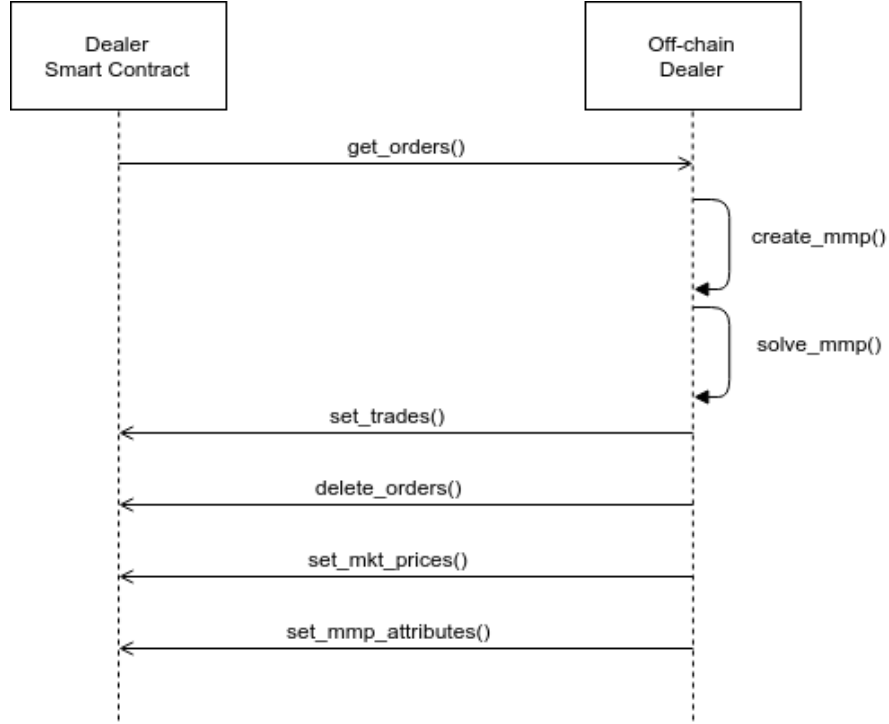 Dealer
Smart Contract
Off-chain
Dealer
get_orders()
create_mmp()
solve_mmp()
set_trades()
delete_orders()
set_mkt_prices()
set_mmp_attributes()